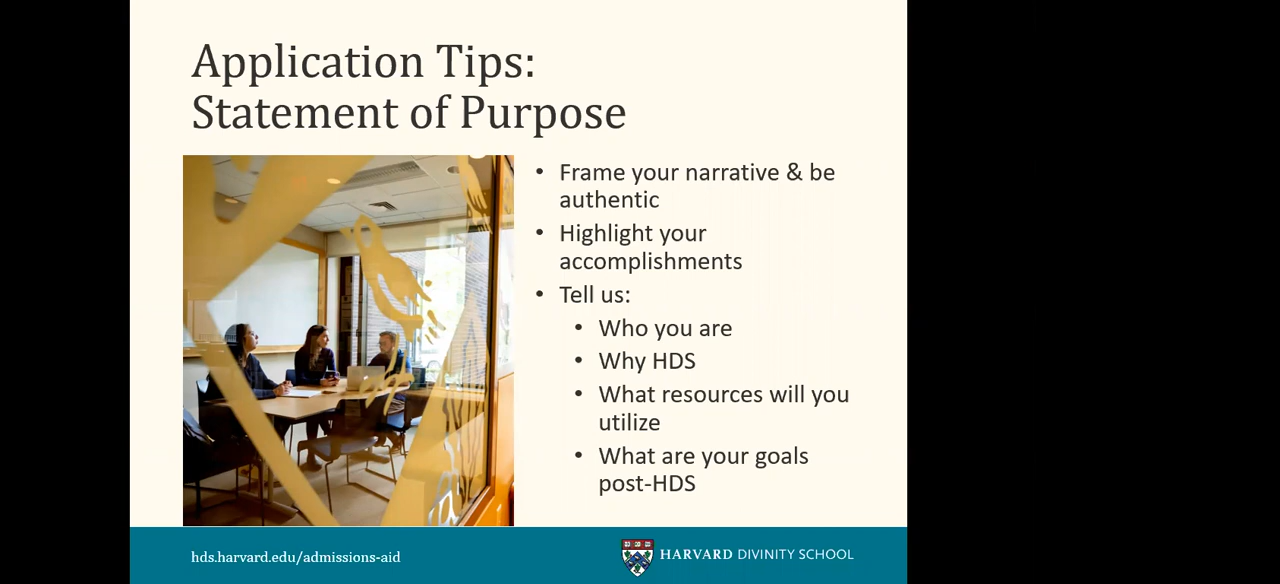 Application Tips:
Statement of Purpose
• Frame your narrative & be
authentic
• Highlight your
accomplishments
• Tell us:
• Who you are
• Why HDS
• What resources will you
utilize
• What are your goals
post-HDS
hds.harvard.edu/admissions-aid
HARVARD DIVINITY SCHOOL